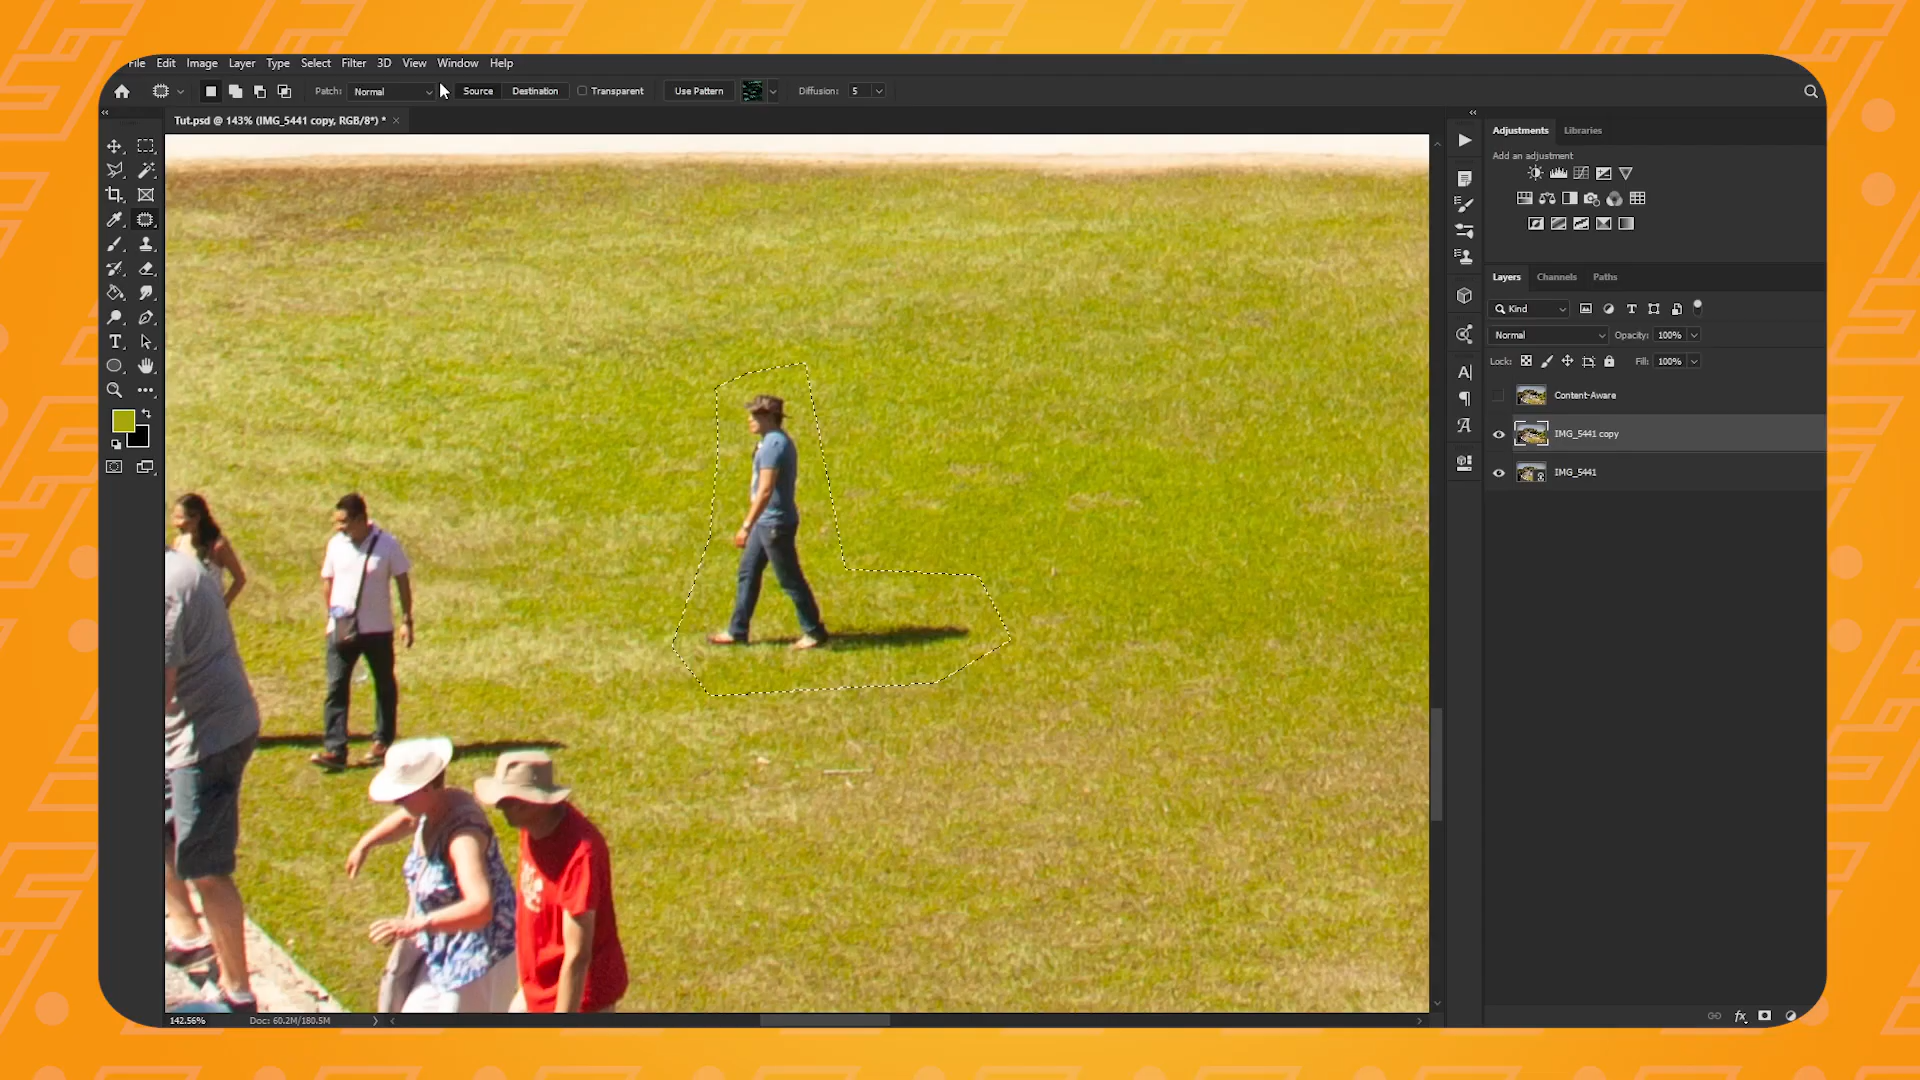 File Edit Image Layer Type Select Filter 3D View Window Help
Patch: Normal Source Destination Transparent Use Pattern Diffusion: 5
Tut.psd @ 143% (IMG_5441 copy, RGB/8*) * ×
Adjustments Libraries
Add an adjustment
Layers Channels Paths
Kind
Normal Opacity: 100%
Lock: Fill: 100%
Content-Aware
IMG_5441 copy
IMG_5441
142.56% Doc: 60.2M/180.5M